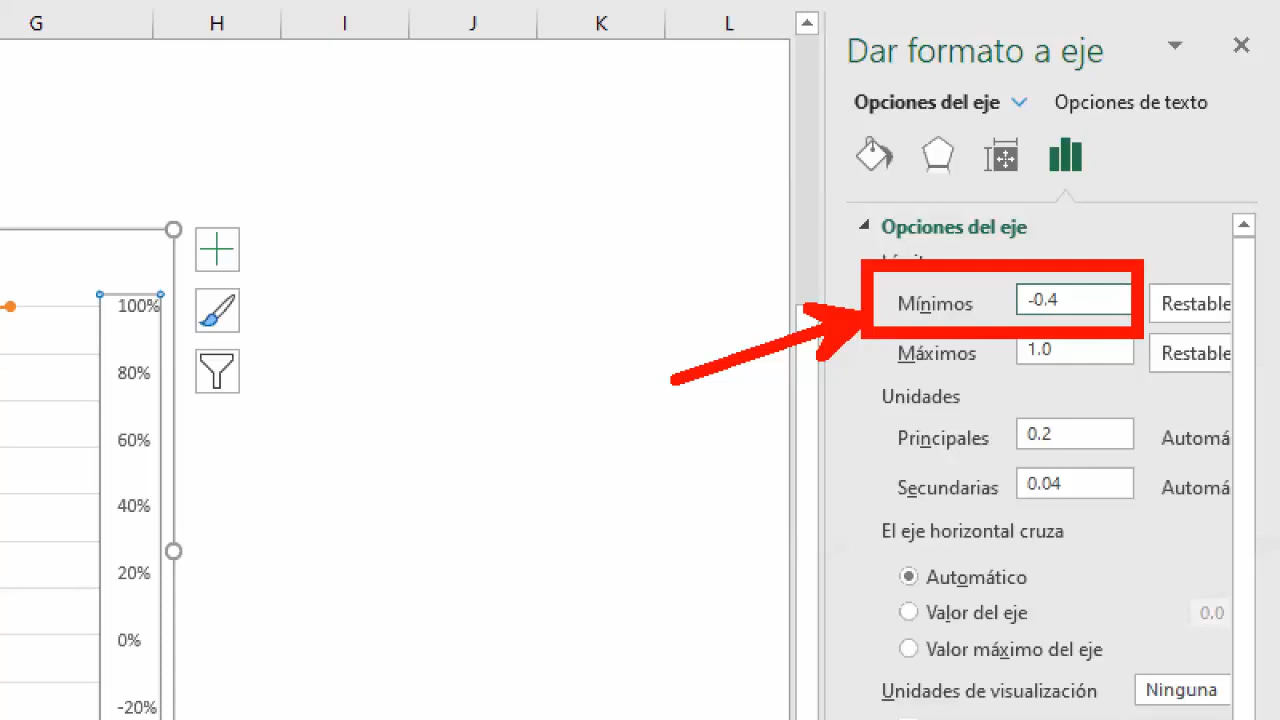 G H I J K L
Dar formato a eje
Opciones del eje Opciones de texto
Opciones del eje
Mínimos -0.4 Restable
Máximos 1.0 Restable
Unidades
Principales 0.2 Automá
Secundarias 0.04 Automá
El eje horizontal cruza
Automático
Valor del eje 0.0
Valor máximo del eje
Unidades de visualización Ninguna
100%
80%
60%
40%
20%
0%
-20%